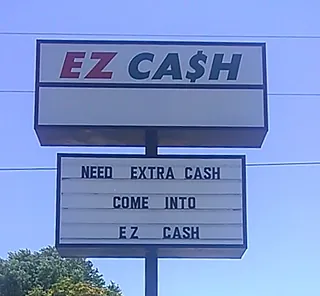 EZ CA$H
NEED EXTRA CASH
COME INTO
EZ CASH